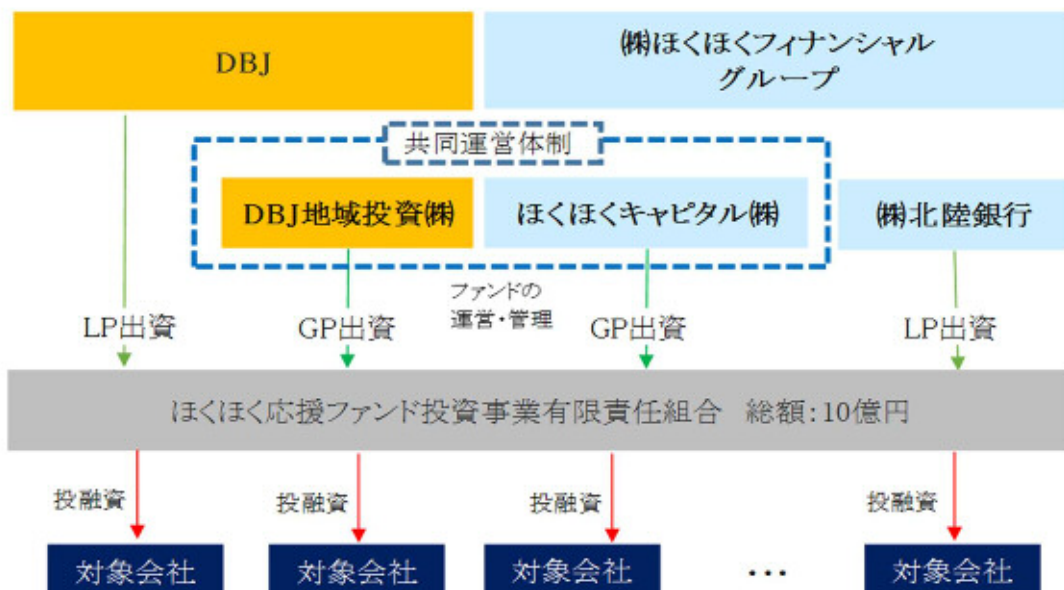 DBJ
㈱ほくほくフィナンシャル
グループ
共同運営体制
DBJ地域投資㈱
ほくほくキャピタル㈱
㈱北陸銀行
ファンドの
運営・管理
LP出資
GP出資
GP出資
LP出資
ほくほく応援ファンド投資事業有限責任組合 総額：10億円
投融資
投融資
投融資
投融資
対象会社
対象会社
対象会社
…
対象会社